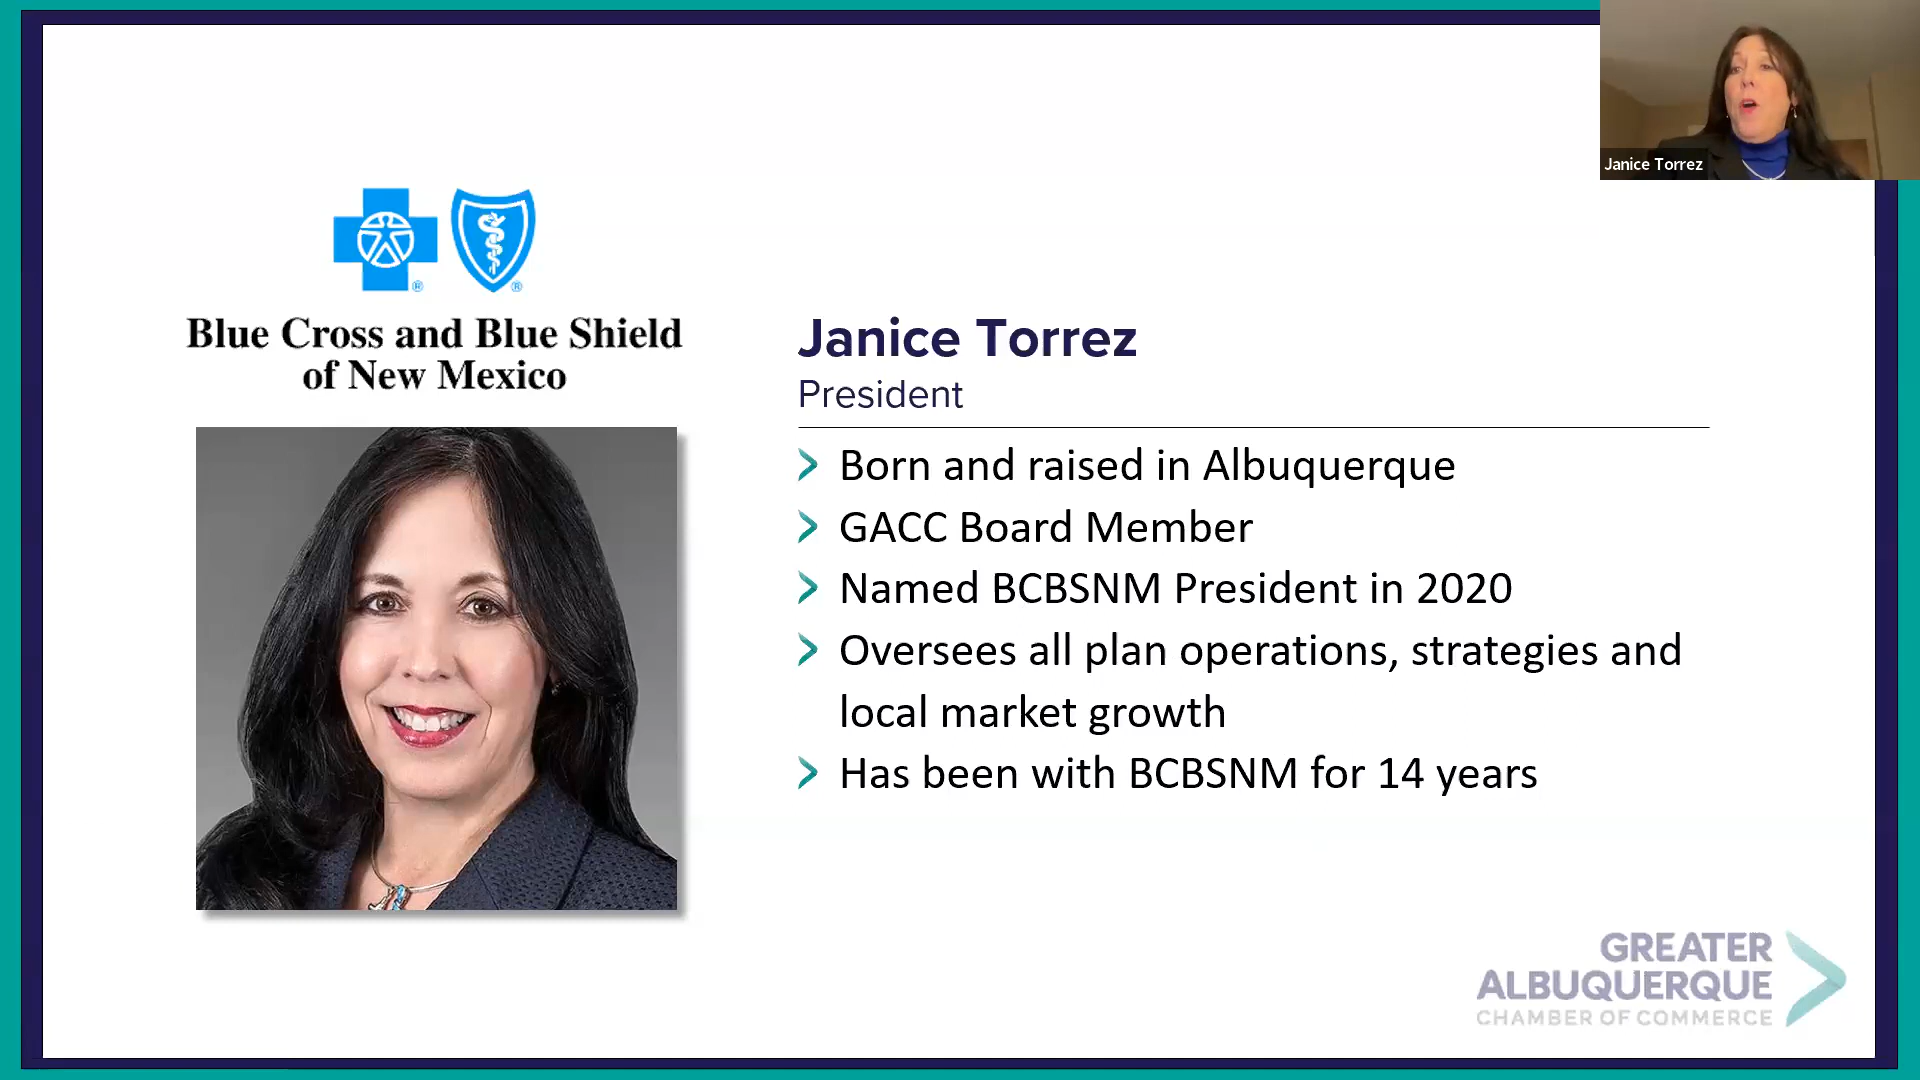 Janice Torrez
Blue Cross and Blue Shield
of New Mexico
Janice Torrez
President
Born and raised in Albuquerque
GACC Board Member
Named BCBSNM President in 2020
Oversees all plan operations, strategies and
local market growth
Has been with BCBSNM for 14 years
GREATER
ALBUQUERQUE
CHAMBER OF COMMERCE